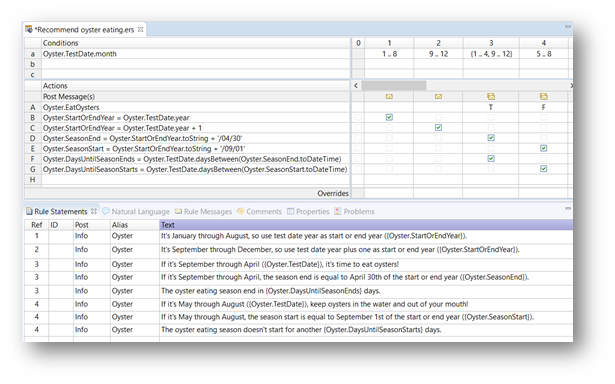 *Recommend oyster eating.ers
Conditions 0 1 2 3 4
a Oyster.TestDate.month 1 .. 8 9 .. 12 {1 .. 4, 9 .. 12} 5 .. 8
b
c
Actions
Post Message(s)
A Oyster.EatOysters T F
B Oyster.StartOrEndYear = Oyster.TestDate.year
C Oyster.StartOrEndYear = Oyster.TestDate.year + 1
D Oyster.SeasonEnd = Oyster.StartOrEndYear.toString + '/04/30'
E Oyster.SeasonStart = Oyster.StartOrEndYear.toString + '/09/01'
F Oyster.DaysUntilSeasonEnds = Oyster.TestDate.daysBetween(Oyster.SeasonEnd.toDateTime)
G Oyster.DaysUntilSeasonStarts = Oyster.TestDate.daysBetween(Oyster.SeasonStart.toDateTime)
H
Overrides
Rule Statements Natural Language Rule Messages Comments Properties Problems
Ref ID Post Alias Text
1 Info Oyster It's January through August, so use test date year as start or end year ({Oyster.StartOrEndYear}).
2 Info Oyster It's September through December, so use test date year plus one as start or end year ({Oyster.StartOrEndYear}).
3 Info Oyster If it's September through April ({Oyster.TestDate}), it's time to eat oysters!
3 Info Oyster If it's September through April, the season end is equal to April 30th of the start or end year ({Oyster.SeasonEnd}).
3 Info Oyster The oyster eating season end in {Oyster.DaysUntilSeasonEnds} days.
4 Info Oyster If it's May through August ({Oyster.TestDate}), keep oysters in the water and out of your mouth!
4 Info Oyster If it's May through August, the season start is equal to September 1st of the start or end year ({Oyster.SeasonStart}).
4 Info Oyster The oyster eating season doesn't start for another {Oyster.DaysUntilSeasonStarts} days.